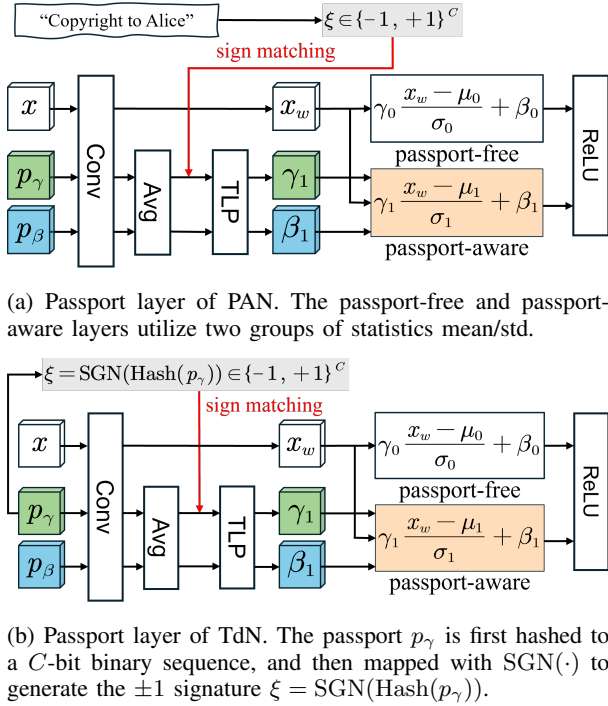 “Copyright to Alice”
ξ ∈ {−1, +1}^C
sign matching
x
Conv
x_w
γ_0 (x_w − μ_0)/σ_0 + β_0
passport-free
ReLU
p_γ
Avg
TLP
γ_1
γ_1 (x_w − μ_1)/σ_1 + β_1
p_β
β_1
passport-aware
(a) Passport layer of PAN. The passport-free and passport-
aware layers utilize two groups of statistics mean/std.
ξ = SGN(Hash(p_γ)) ∈ {−1, +1}^C
sign matching
x
Conv
x_w
γ_0 (x_w − μ_0)/σ_0 + β_0
passport-free
ReLU
p_γ
Avg
TLP
γ_1
γ_1 (x_w − μ_1)/σ_1 + β_1
p_β
β_1
passport-aware
(b) Passport layer of TdN. The passport p_γ is first hashed to
a C-bit binary sequence, and then mapped with SGN(·) to
generate the ±1 signature ξ = SGN(Hash(p_γ)).